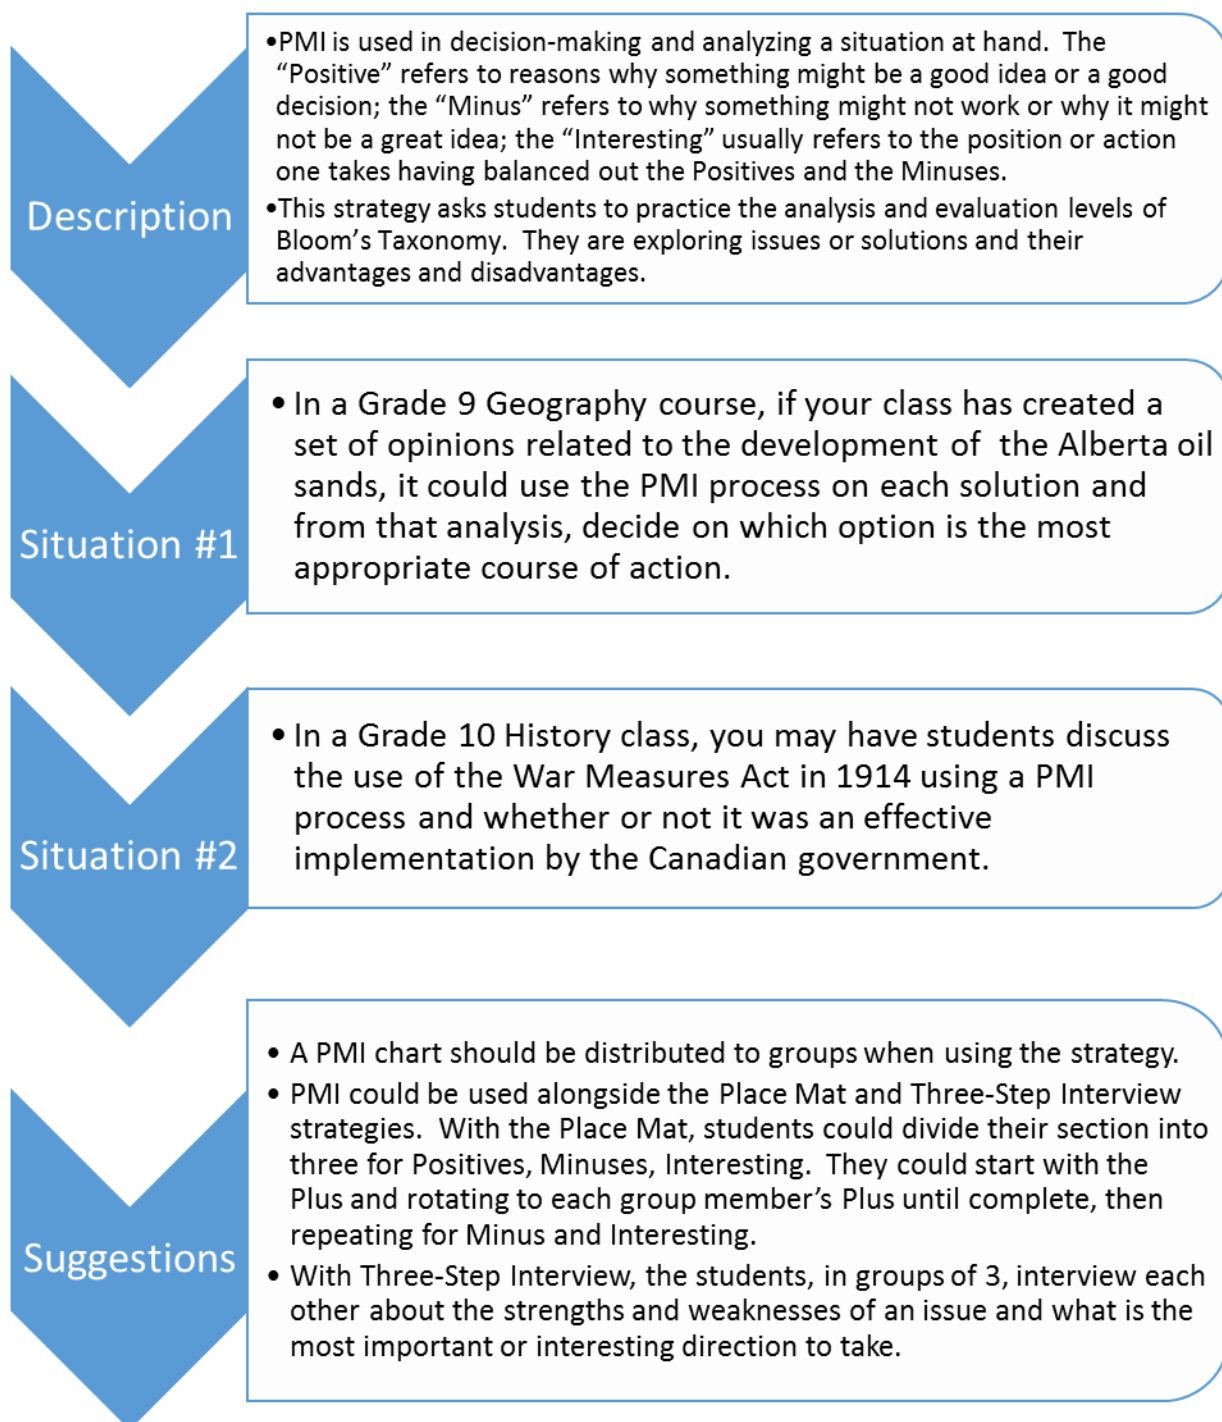 Description
•PMI is used in decision-making and analyzing a situation at hand.  The
“Positive” refers to reasons why something might be a good idea or a good
decision; the “Minus” refers to why something might not work or why it might
not be a great idea; the “Interesting” usually refers to the position or action
one takes having balanced out the Positives and the Minuses.
•This strategy asks students to practice the analysis and evaluation levels of
Bloom’s Taxonomy.  They are exploring issues or solutions and their
advantages and disadvantages.
Situation #1
• In a Grade 9 Geography course, if your class has created a
set of opinions related to the development of  the Alberta oil
sands, it could use the PMI process on each solution and
from that analysis, decide on which option is the most
appropriate course of action.
Situation #2
• In a Grade 10 History class, you may have students discuss
the use of the War Measures Act in 1914 using a PMI
process and whether or not it was an effective
implementation by the Canadian government.
Suggestions
• A PMI chart should be distributed to groups when using the strategy.
• PMI could be used alongside the Place Mat and Three-Step Interview
strategies.  With the Place Mat, students could divide their section into
three for Positives, Minuses, Interesting.  They could start with the
Plus and rotating to each group member’s Plus until complete, then
repeating for Minus and Interesting.
• With Three-Step Interview, the students, in groups of 3, interview each
other about the strengths and weaknesses of an issue and what is the
most important or interesting direction to take.